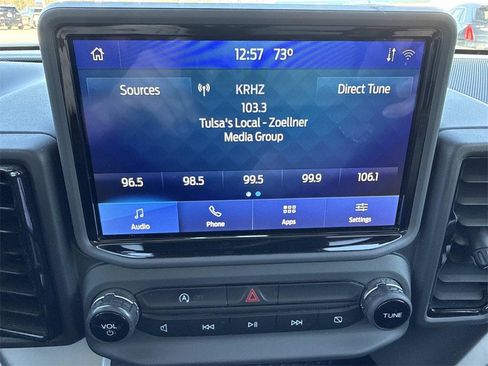 12:57 73°
Sources KRHZ Direct Tune
103.3
Tulsa's Local - Zoellner
Media Group
96.5 98.5 99.5 99.9 106.1
Audio Phone Apps Settings
VOL TUNE